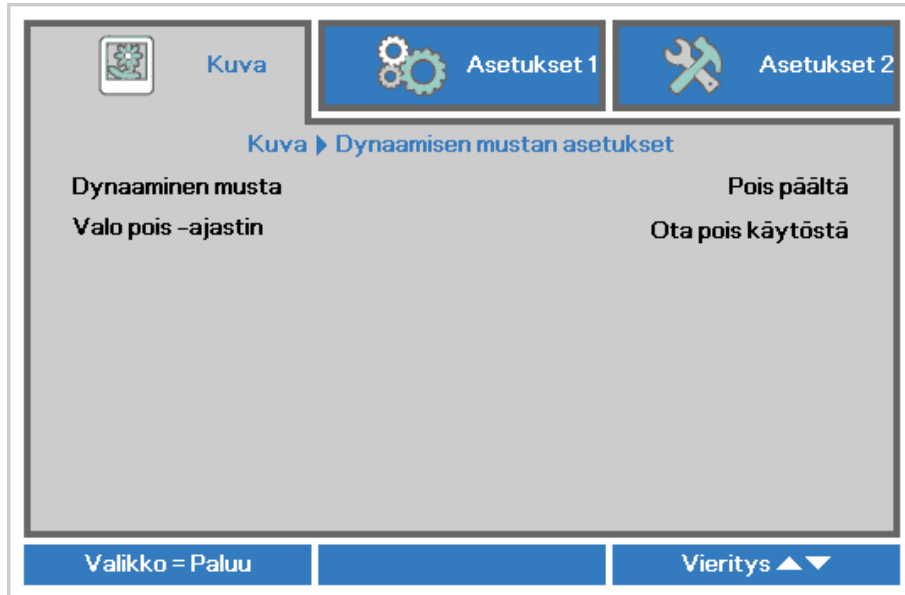 Kuva
Asetukset 1
Asetukset 2
Kuva ▶ Dynaamisen mustan asetukset
Dynaaminen musta Pois päältä
Valo pois -ajastin Ota pois käytöstä
Valikko = Paluu
Vieritys ▲▼